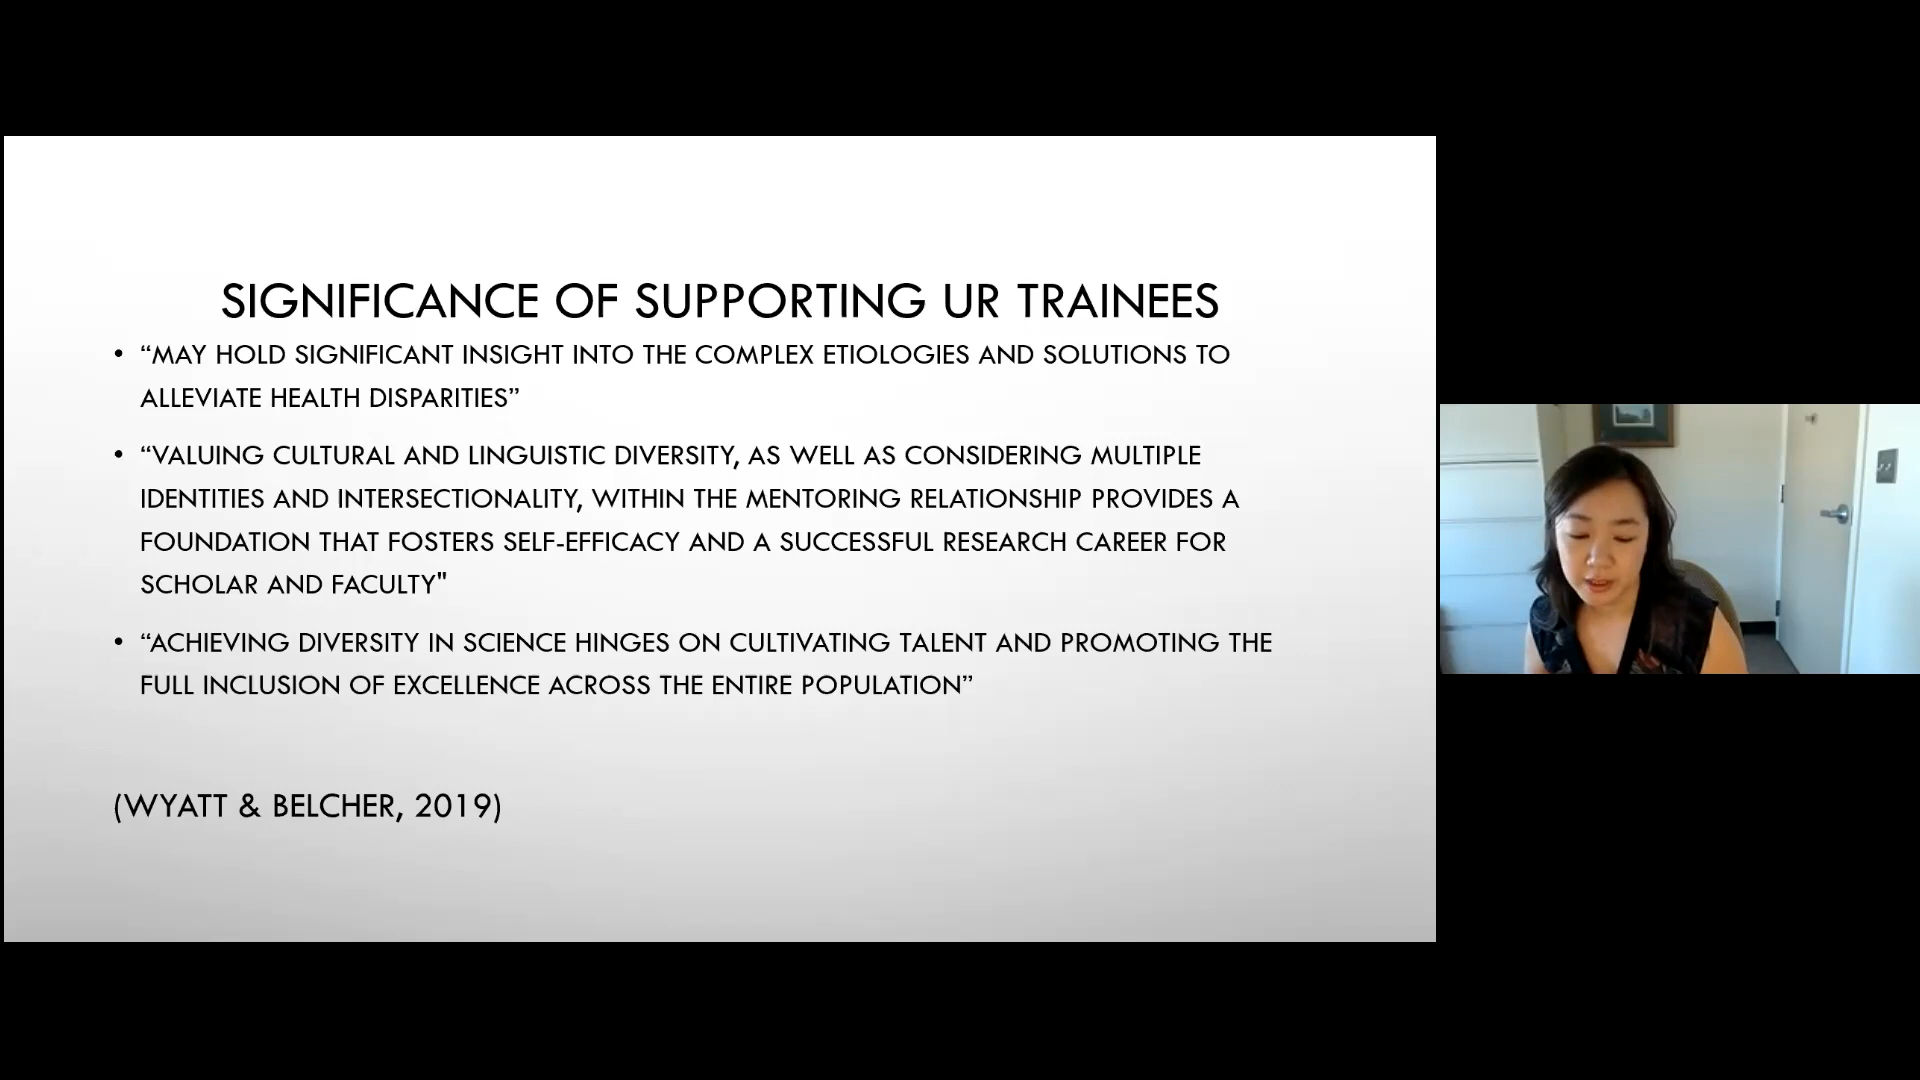 SIGNIFICANCE OF SUPPORTING UR TRAINEES
• “MAY HOLD SIGNIFICANT INSIGHT INTO THE COMPLEX ETIOLOGIES AND SOLUTIONS TO
ALLEVIATE HEALTH DISPARITIES”
• “VALUING CULTURAL AND LINGUISTIC DIVERSITY, AS WELL AS CONSIDERING MULTIPLE
IDENTITIES AND INTERSECTIONALITY, WITHIN THE MENTORING RELATIONSHIP PROVIDES A
FOUNDATION THAT FOSTERS SELF-EFFICACY AND A SUCCESSFUL RESEARCH CAREER FOR
SCHOLAR AND FACULTY"
• “ACHIEVING DIVERSITY IN SCIENCE HINGES ON CULTIVATING TALENT AND PROMOTING THE
FULL INCLUSION OF EXCELLENCE ACROSS THE ENTIRE POPULATION”
(WYATT & BELCHER, 2019)